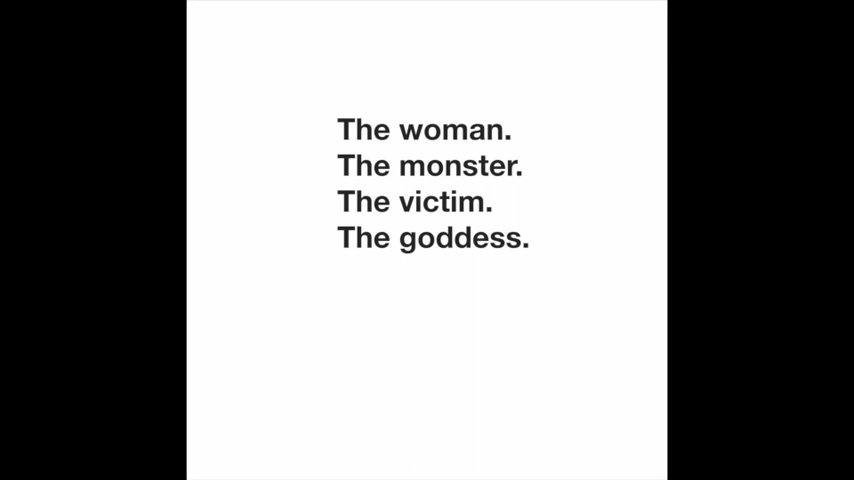 The woman.
The monster.
The victim.
The goddess.